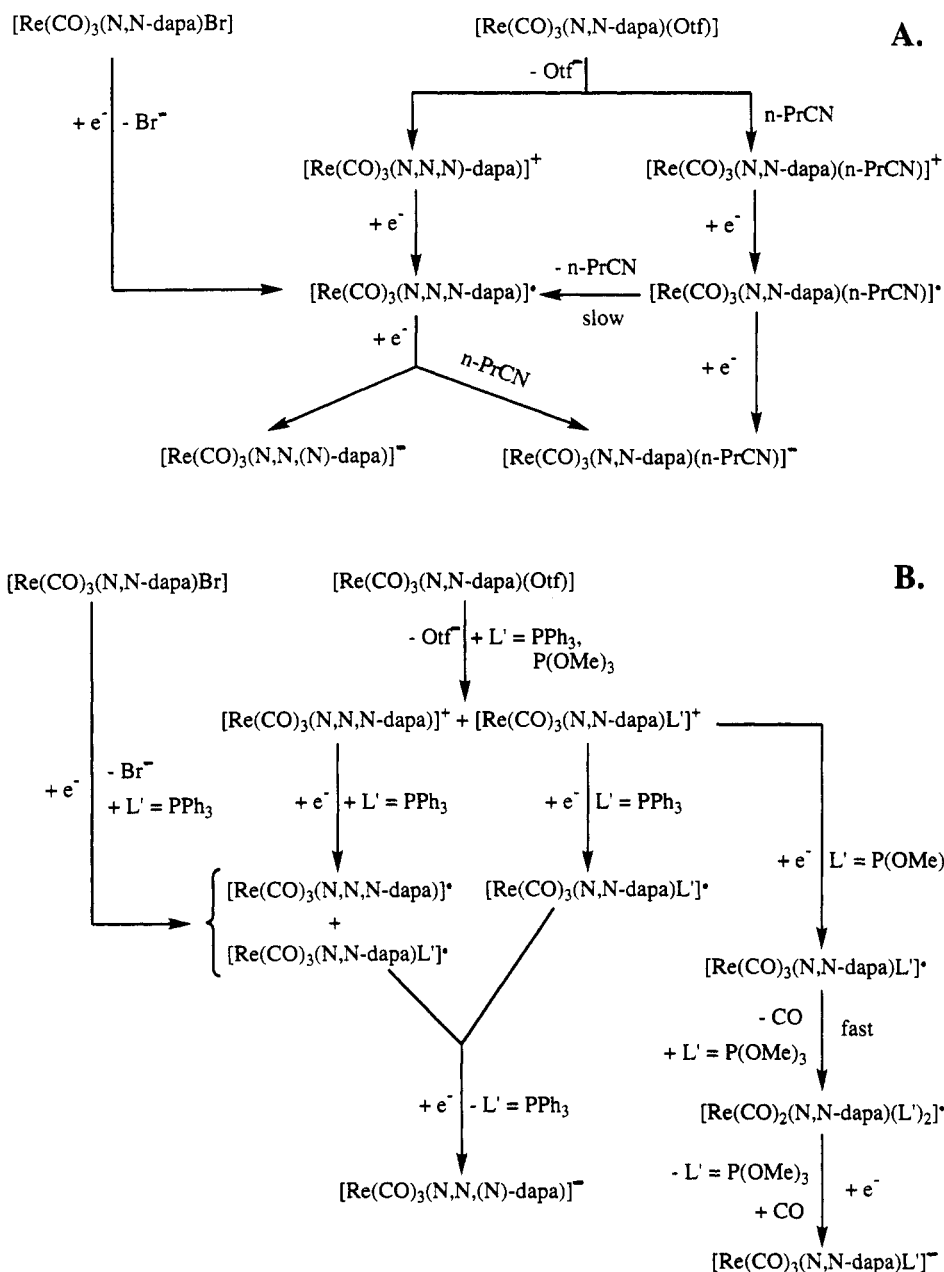 A.
[Re(CO)₃(N,N-dapa)Br]
[Re(CO)₃(N,N-dapa)(Otf)]
- Otf⁻
n-PrCN
+ e⁻ - Br⁻
[Re(CO)₃(N,N,N)-dapa)]⁺
[Re(CO)₃(N,N-dapa)(n-PrCN)]⁺
+ e⁻
+ e⁻
- n-PrCN
[Re(CO)₃(N,N,N-dapa)]•
[Re(CO)₃(N,N-dapa)(n-PrCN)]•
slow
+ e⁻
n-PrCN
+ e⁻
[Re(CO)₃(N,N,(N)-dapa)]⁻
[Re(CO)₃(N,N-dapa)(n-PrCN)]⁻
B.
[Re(CO)₃(N,N-dapa)Br]
[Re(CO)₃(N,N-dapa)(Otf)]
- Otf⁻ + L' = PPh₃,
P(OMe)₃
[Re(CO)₃(N,N,N-dapa)]⁺ + [Re(CO)₃(N,N-dapa)L']⁺
+ e⁻
- Br⁻
+ L' = PPh₃
+ e⁻ + L' = PPh₃
+ e⁻ L' = PPh₃
+ e⁻ L' = P(OMe)
[Re(CO)₃(N,N,N-dapa)]•
+
[Re(CO)₃(N,N-dapa)L']•
[Re(CO)₃(N,N-dapa)L']•
[Re(CO)₃(N,N-dapa)L']•
- CO
+ L' = P(OMe)₃
fast
+ e⁻ - L' = PPh₃
[Re(CO)₂(N,N-dapa)(L')₂]•
- L' = P(OMe)₃
+ CO
+ e⁻
[Re(CO)₃(N,N,(N)-dapa)]⁻
[Re(CO)₃(N,N-dapa)L']⁻